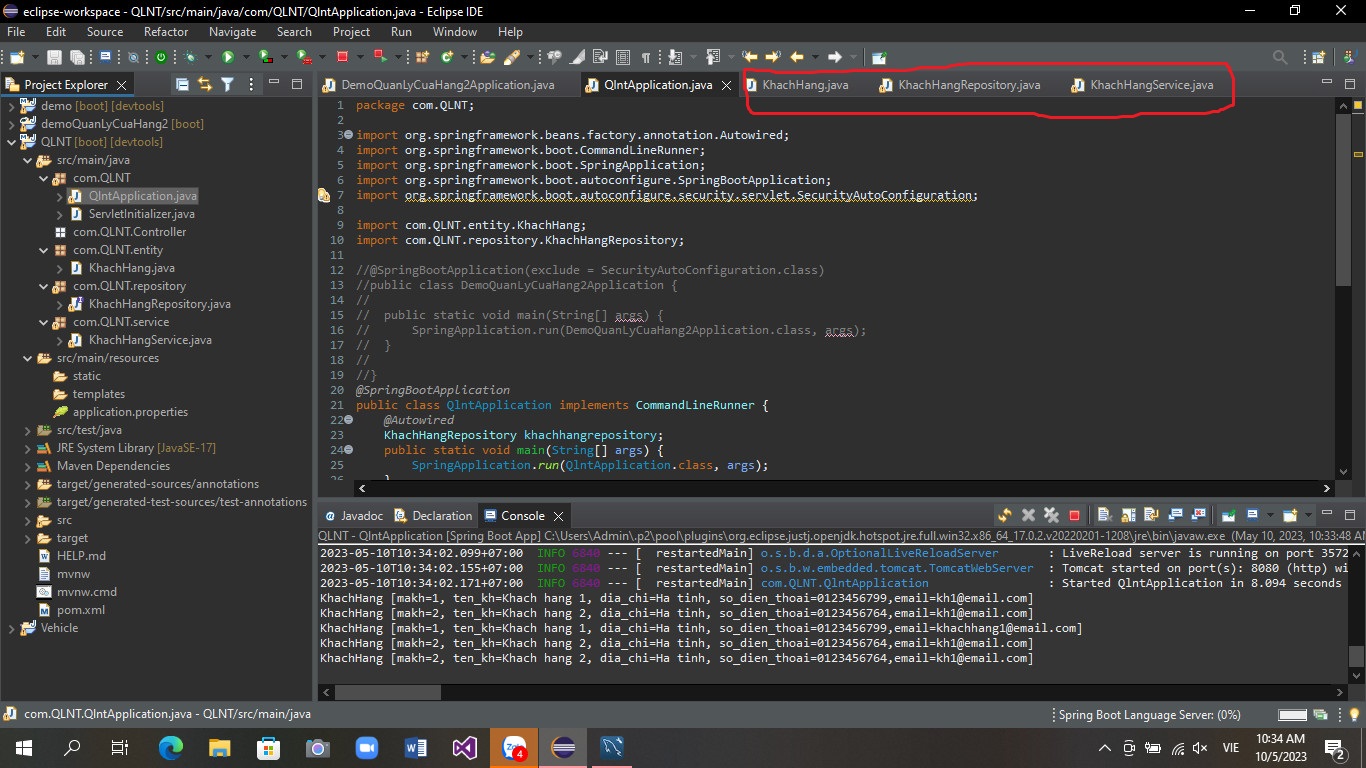 eclipse-workspace - QLNT/src/main/java/com/QLNT/QlntApplication.java - Eclipse IDE
File Edit Source Refactor Navigate Search Project Run Window Help
Project Explorer
demo [boot] [devtools]
demoQuanLyCuaHang2 [boot]
QLNT [boot] [devtools]
src/main/java
com.QLNT
QlntApplication.java
ServletInitializer.java
com.QLNT.Controller
com.QLNT.entity
KhachHang.java
com.QLNT.repository
KhachHangRepository.java
com.QLNT.service
KhachHangService.java
src/main/resources
static
templates
application.properties
src/test/java
JRE System Library [JavaSE-17]
Maven Dependencies
target/generated-sources/annotations
target/generated-test-sources/test-annotations
src
target
HELP.md
mvnw
mvnw.cmd
pom.xml
Vehicle
DemoQuanLyCuaHang2Application.java QlntApplication.java KhachHang.java KhachHangRepository.java KhachHangService.java
1 package com.QLNT;
2
3 import org.springframework.beans.factory.annotation.Autowired;
4 import org.springframework.boot.CommandLineRunner;
5 import org.springframework.boot.SpringApplication;
6 import org.springframework.boot.autoconfigure.SpringBootApplication;
7 import org.springframework.boot.autoconfigure.security.servlet.SecurityAutoConfiguration;
8
9 import com.QLNT.entity.KhachHang;
10 import com.QLNT.repository.KhachHangRepository;
11
12 //@SpringBootApplication(exclude = SecurityAutoConfiguration.class)
13 //public class DemoQuanLyCuaHang2Application {
14 //
15 // public static void main(String[] args) {
16 // SpringApplication.run(DemoQuanLyCuaHang2Application.class, args);
17 // }
18 //
19 //}
20 @SpringBootApplication
21 public class QlntApplication implements CommandLineRunner {
22 @Autowired
23 KhachHangRepository khachhangrepository;
24 public static void main(String[] args) {
25 SpringApplication.run(QlntApplication.class, args);
26 }
Javadoc Declaration Console
QLNT - QlntApplication [Spring Boot App] C:\Users\Admin\.p2\pool\plugins\org.eclipse.justj.openjdk.hotspot.jre.full.win32.x86_64_17.0.2.v20220201-1208\jre\bin\javaw.exe (May 10, 2023, 10:33:48 A
2023-05-10T10:34:02.099+07:00 INFO 6840 --- [ restartedMain] o.s.b.d.a.OptionalLiveReloadServer : LiveReload server is running on port 3572
2023-05-10T10:34:02.155+07:00 INFO 6840 --- [ restartedMain] o.s.b.w.embedded.tomcat.TomcatWebServer : Tomcat started on port(s): 8080 (http) wi
2023-05-10T10:34:02.171+07:00 INFO 6840 --- [ restartedMain] com.QLNT.QlntApplication : Started QlntApplication in 8.094 seconds
KhachHang [makh=1, ten_kh=Khach hang 1, dia_chi=Ha tinh, so_dien_thoai=0123456799,email=kh1@email.com]
KhachHang [makh=2, ten_kh=Khach hang 2, dia_chi=Ha tinh, so_dien_thoai=0123456764,email=kh1@email.com]
KhachHang [makh=1, ten_kh=Khach hang 1, dia_chi=Ha tinh, so_dien_thoai=0123456799,email=khachhang1@email.com]
KhachHang [makh=2, ten_kh=Khach hang 2, dia_chi=Ha tinh, so_dien_thoai=0123456764,email=kh1@email.com]
KhachHang [makh=2, ten_kh=Khach hang 2, dia_chi=Ha tinh, so_dien_thoai=0123456764,email=kh1@email.com]
com.QLNT.QlntApplication.java - QLNT/src/main/java
Spring Boot Language Server: (0%)
Zalo
4
VIE
10:34 AM
10/5/2023
2